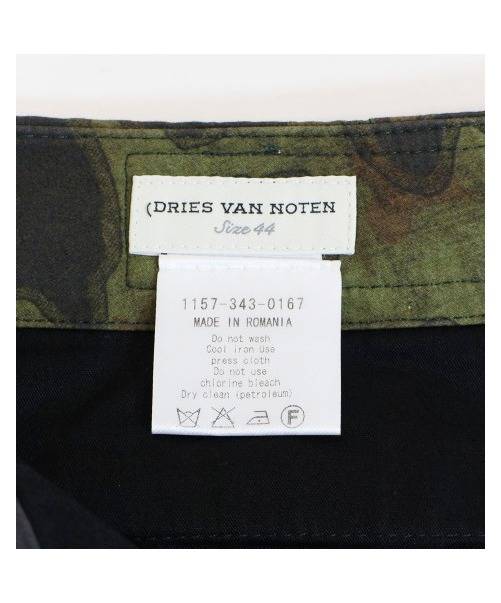 (DRIES VAN NOTEN
Size 44
1157-343-0167
MADE IN ROMANIA
Do not wash
Cool iron Use
press cloth
Do not use
chlorine bleach
Dry clean (petroleum)
F